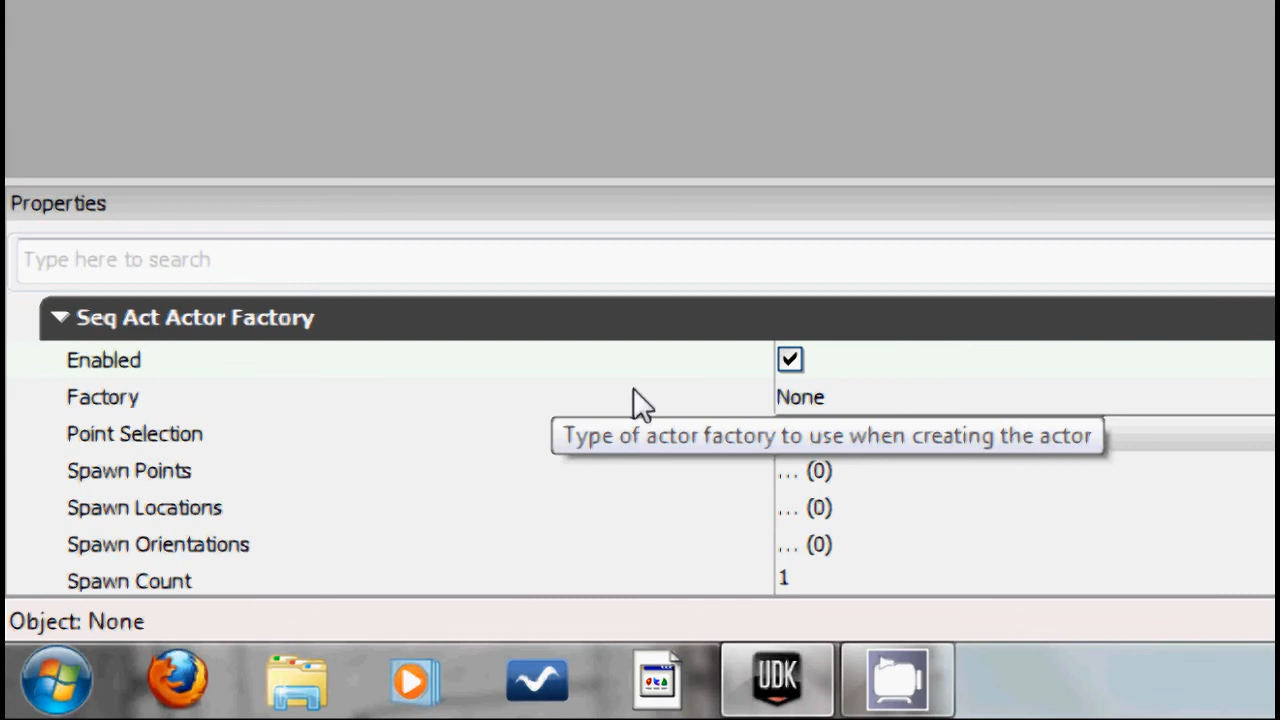 Properties
Type here to search
Seq Act Actor Factory
Enabled
Factory None
Point Selection
Type of actor factory to use when creating the actor
Spawn Points ... (0)
Spawn Locations ... (0)
Spawn Orientations ... (0)
Spawn Count 1
Object: None
UDK